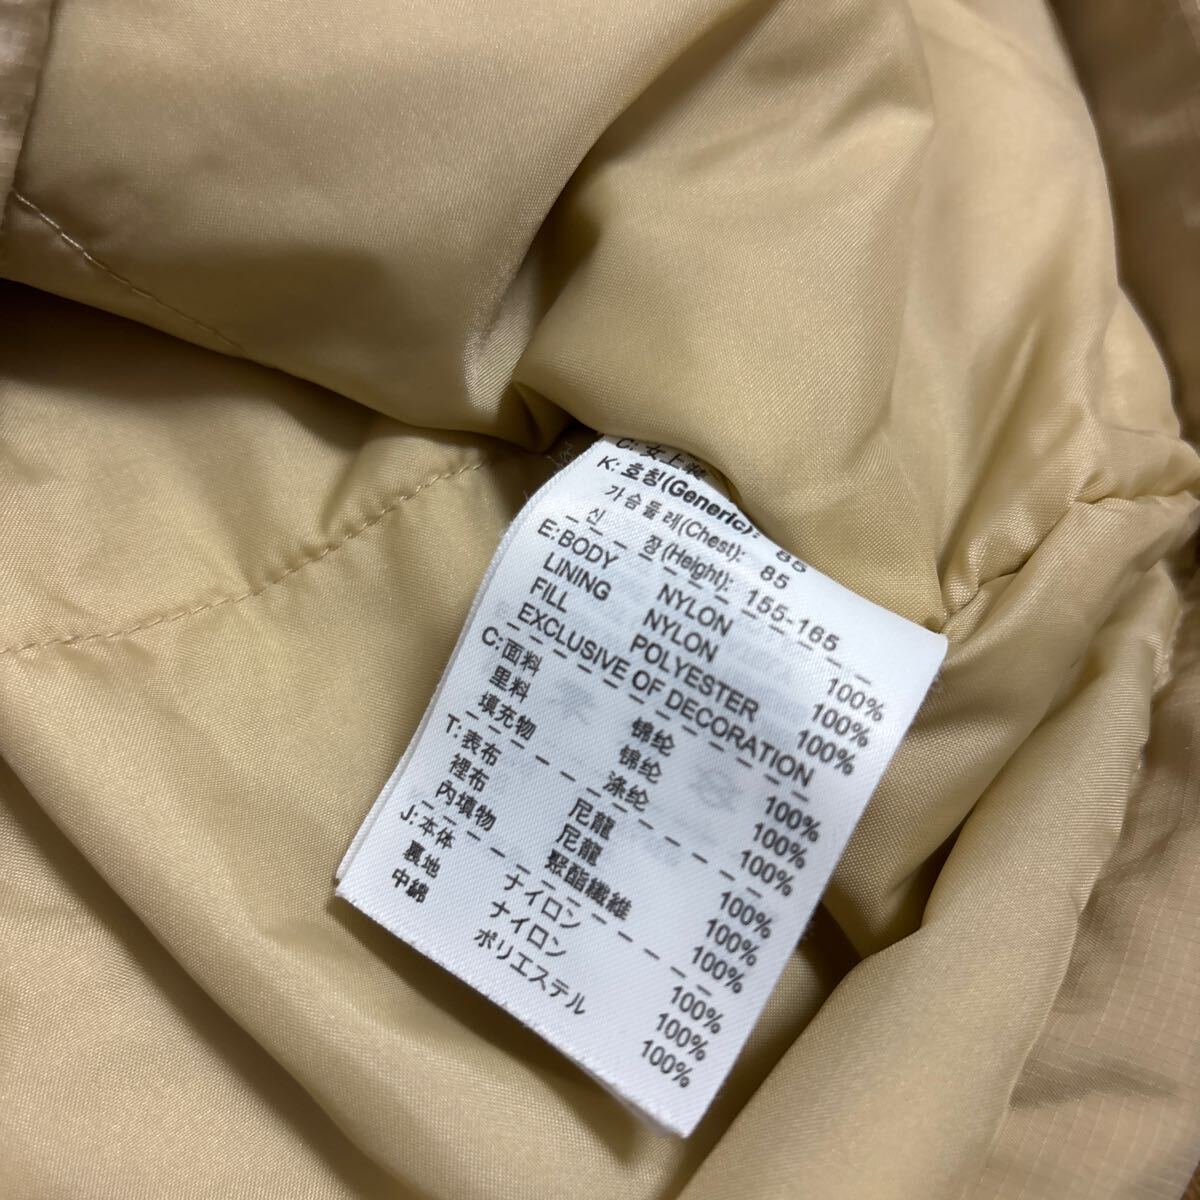 C: 女上装
K: 호칭(Generic): 85
가슴둘레(Chest): 85
신 장(Height): 155-165
E: BODY NYLON 100%
LINING NYLON 100%
FILL POLYESTER 100%
EXCLUSIVE OF DECORATION
C: 面料 锦纶 100%
里料 锦纶 100%
填充物 涤纶 100%
T: 表布 尼龍 100%
裡布 尼龍 100%
內填物 聚酯纖維 100%
J: 本体 ナイロン 100%
裏地 ナイロン 100%
中綿 ポリエステル 100%